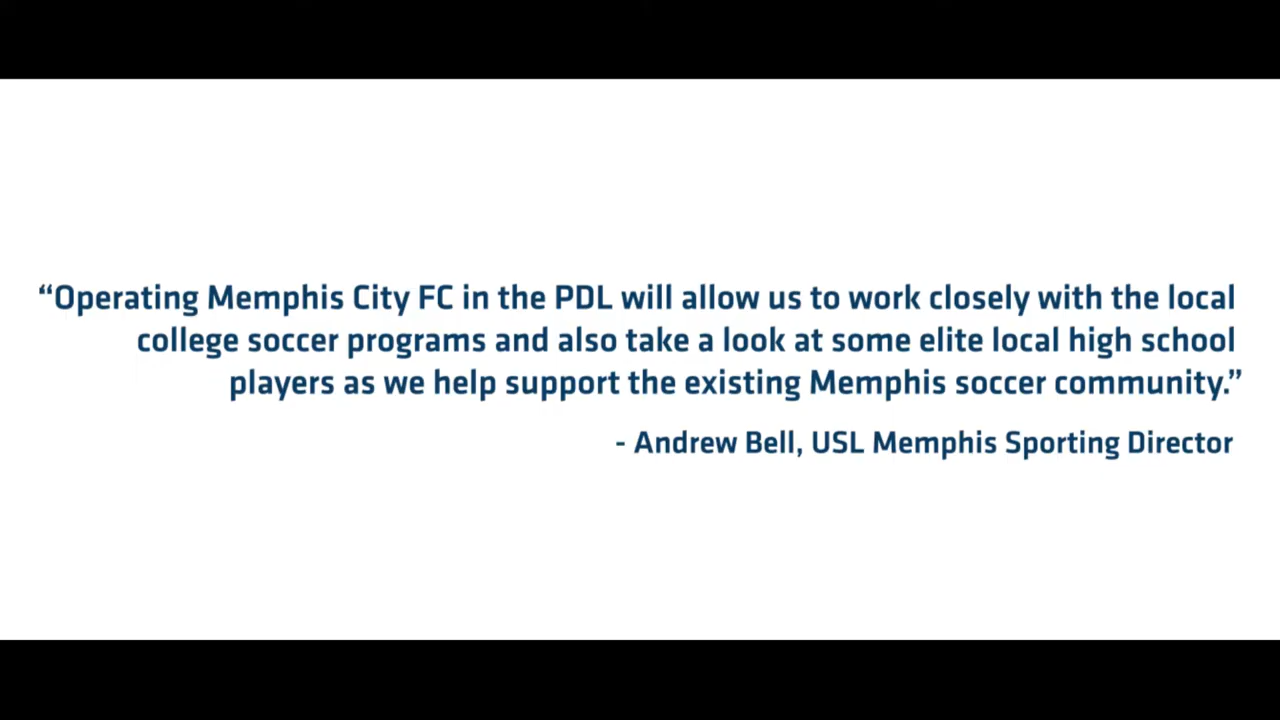 “Operating Memphis City FC in the PDL will allow us to work closely with the local
college soccer programs and also take a look at some elite local high school
players as we help support the existing Memphis soccer community.”
- Andrew Bell, USL Memphis Sporting Director